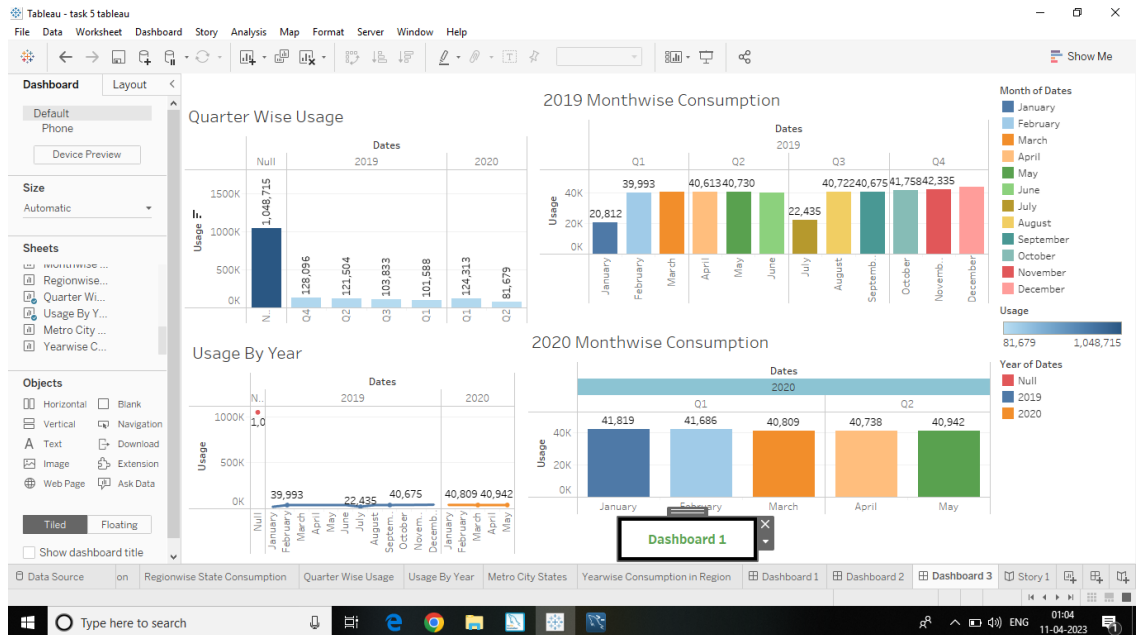 Tableau - task 5 tableau
File Data Worksheet Dashboard Story Analysis Map Format Server Window Help
Show Me
Dashboard Layout
Default
Phone
Device Preview
Size
Automatic
Sheets
Monthwise ...
Regionwise...
Quarter Wi...
Usage By Y...
Metro City ...
Yearwise C...
Objects
Horizontal Blank
Vertical Navigation
Text Download
Image Extension
Web Page Ask Data
Tiled Floating
Show dashboard title
Quarter Wise Usage
Dates
Null 2019 2020
Usage
1500K
1000K
500K
0K
1,048,715 128,096 121,504 103,833 101,588 124,313 81,679
N.. Q4 Q2 Q3 Q1 Q1 Q2
2019 Monthwise Consumption
Dates
2019
Q1 Q2 Q3 Q4
Usage
40K
20K
0K
20,812 39,993 40,613 40,730 22,435 40,722 40,675 41,758 42,335
January February March April May June July August Septemb.. October Novemb.. December
Usage By Year
Dates
N.. 2019 2020
Usage
1000K
500K
0K
1,0
39,993 22,435 40,675 40,809 40,942
Null January February March April May June July August Septem.. October Novem.. Decemb.. January February March April May
2020 Monthwise Consumption
Dates
2020
Q1 Q2
Usage
40K
20K
0K
41,819 41,686 40,809 40,738 40,942
January February March April May
Dashboard 1
Month of Dates
January
February
March
April
May
June
July
August
September
October
November
December
Usage
81,679 1,048,715
Year of Dates
Null
2019
2020
Data Source on Regionwise State Consumption Quarter Wise Usage Usage By Year Metro City States Yearwise Consumption in Region Dashboard 1 Dashboard 2 Dashboard 3 Story 1
Type here to search
ENG
01:04
11-04-2023
1